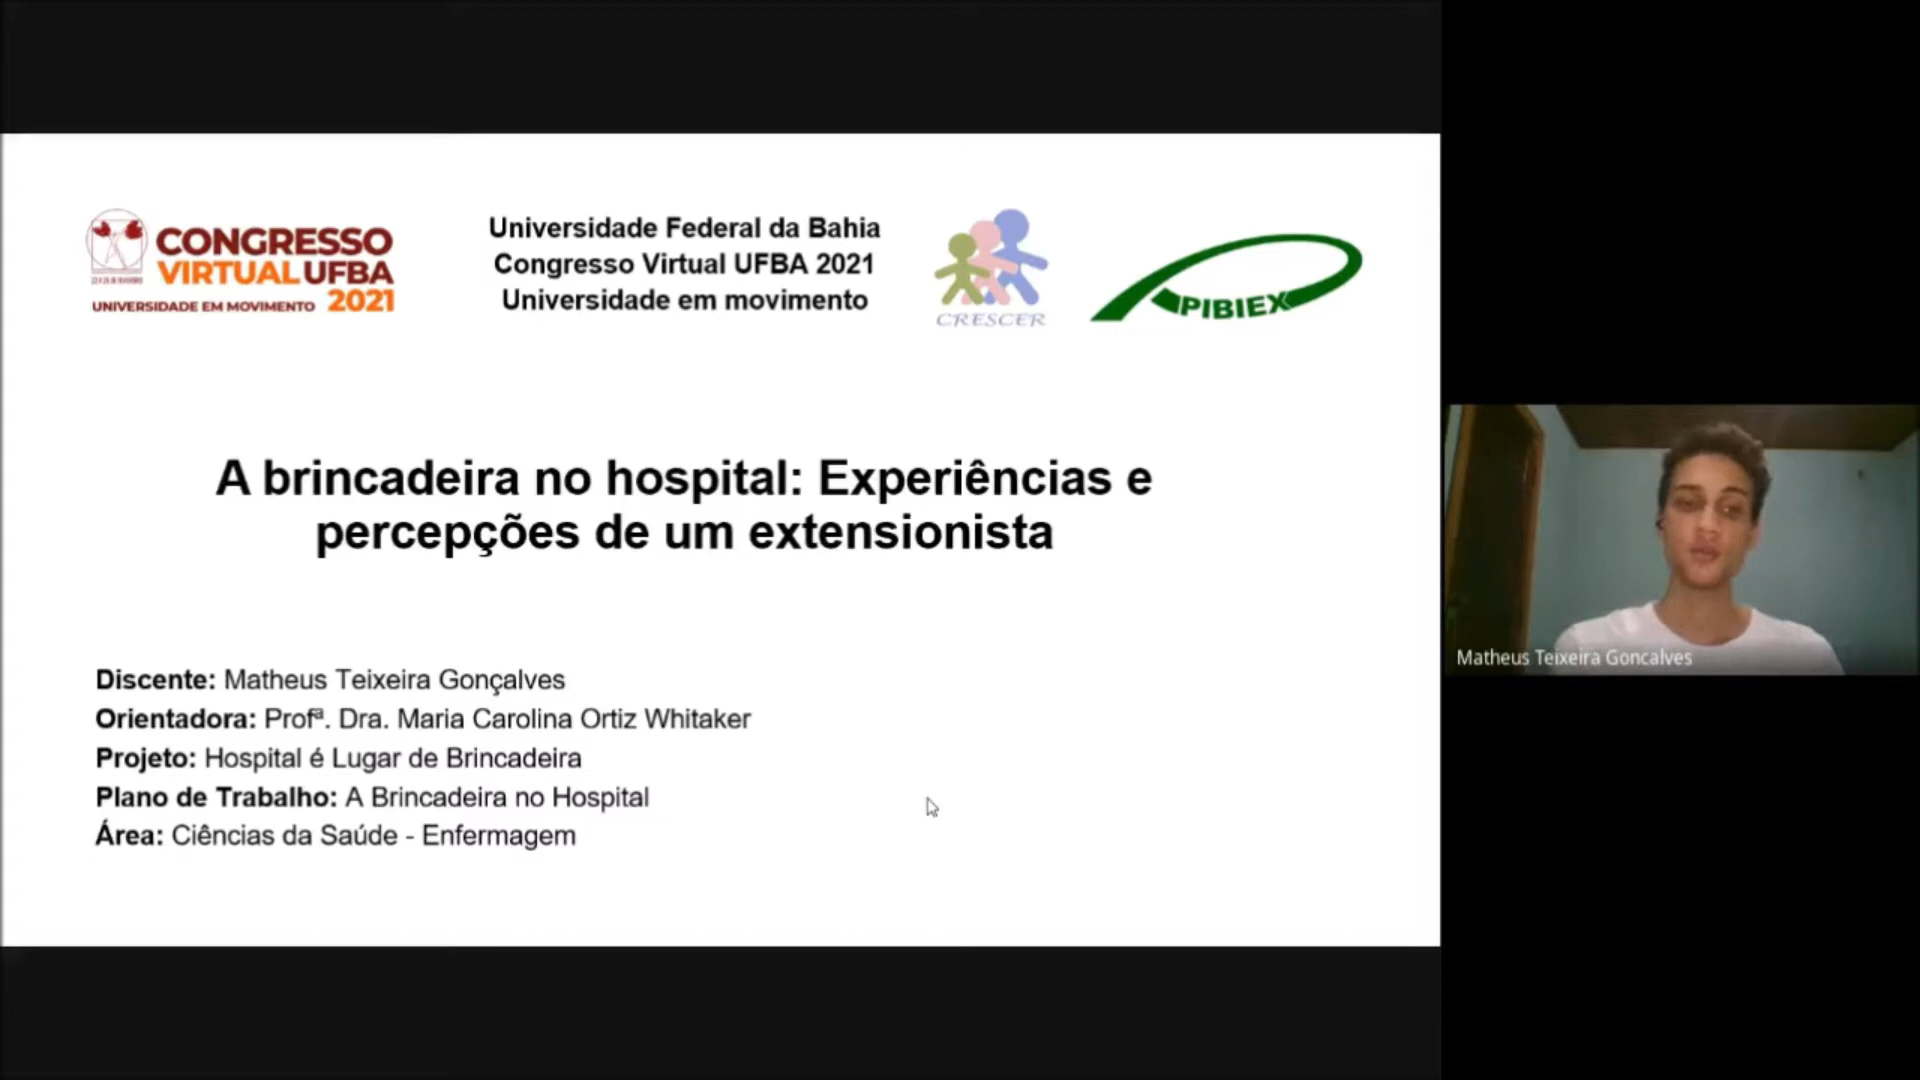 CONGRESSO
VIRTUAL UFBA
UNIVERSIDADE EM MOVIMENTO 2021
Universidade Federal da Bahia
Congresso Virtual UFBA 2021
Universidade em movimento
CRESCER
PIBIEX
A brincadeira no hospital: Experiências e
percepções de um extensionista
Discente: Matheus Teixeira Gonçalves
Orientadora: Profª. Dra. Maria Carolina Ortiz Whitaker
Projeto: Hospital é Lugar de Brincadeira
Plano de Trabalho: A Brincadeira no Hospital
Área: Ciências da Saúde - Enfermagem
Matheus Teixeira Goncalves